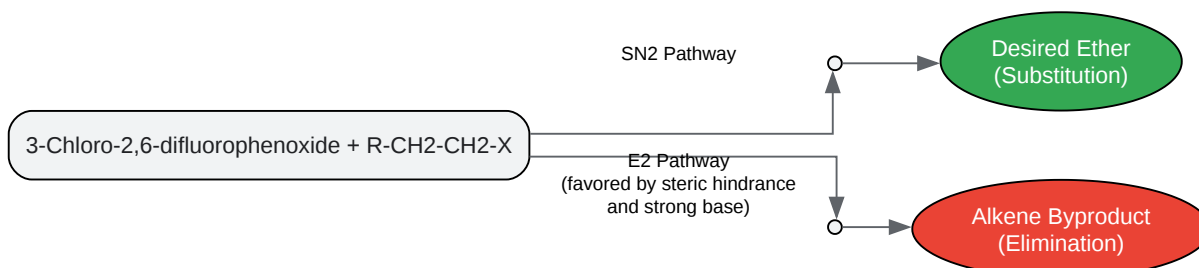 SN2 Pathway
Desired Ether
(Substitution)
3-Chloro-2,6-difluorophenoxide + R-CH2-CH2-X
E2 Pathway
(favored by steric hindrance
and strong base)
Alkene Byproduct
(Elimination)